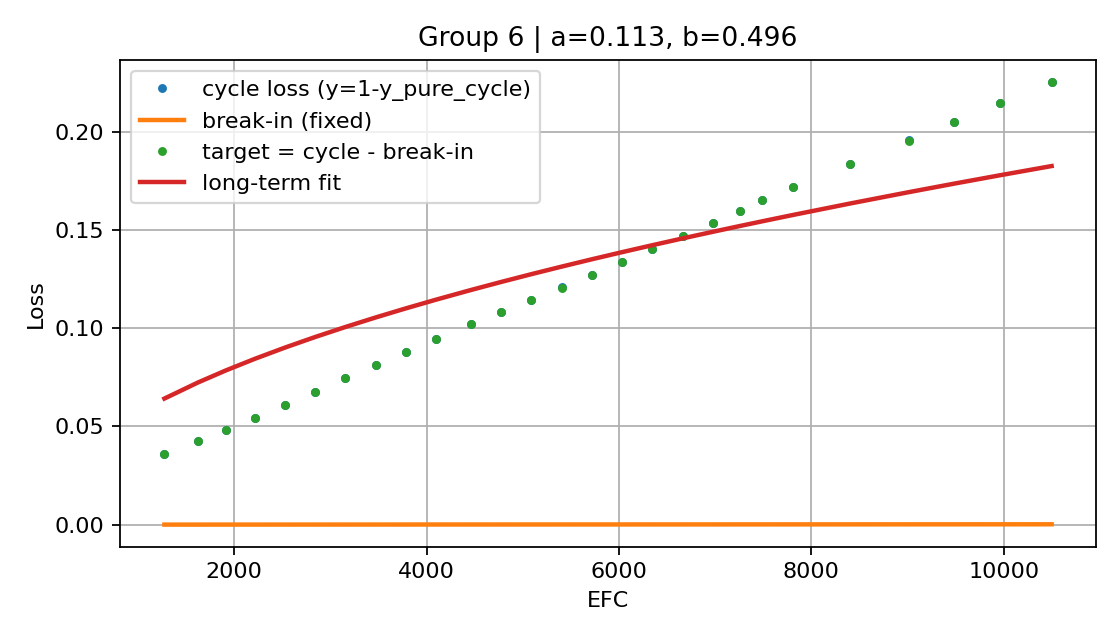 Group 6 | a=0.113, b=0.496
cycle loss (y=1-y_pure_cycle)
break-in (fixed)
target = cycle - break-in
long-term fit
Loss
0.20
0.15
0.10
0.05
0.00
2000 4000 6000 8000 10000
EFC